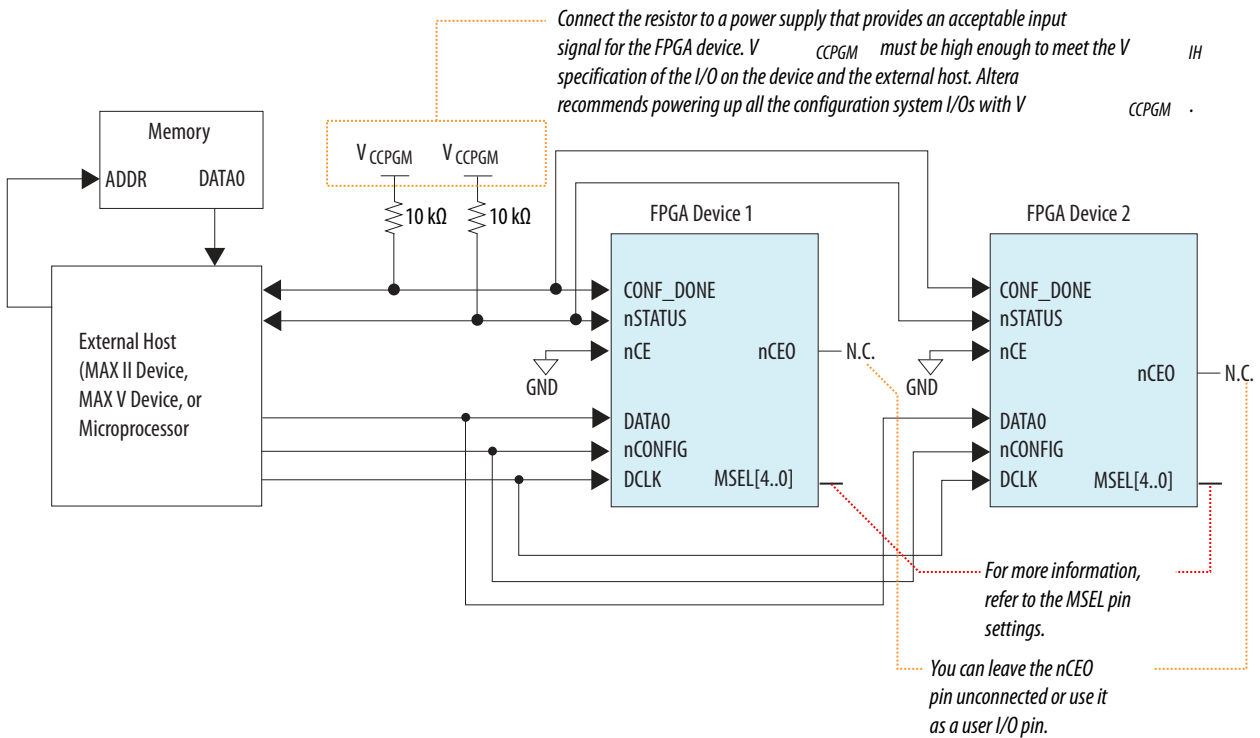 Connect the resistor to a power supply that provides an acceptable input
signal for the FPGA device. V CCPGM must be high enough to meet the V IH
specification of the I/O on the device and the external host. Altera
recommends powering up all the configuration system I/Os with V CCPGM .
Memory
ADDR DATA0
V CCPGM V CCPGM
10 kΩ 10 kΩ
External Host
(MAX II Device,
MAX V Device, or
Microprocessor
FPGA Device 1
CONF_DONE
nSTATUS
nCE nCEO N.C.
GND
DATA0
nCONFIG
DCLK MSEL[4..0]
FPGA Device 2
CONF_DONE
nSTATUS
nCE
nCEO N.C.
GND
DATA0
nCONFIG
DCLK MSEL[4..0]
For more information,
refer to the MSEL pin
settings.
You can leave the nCEO
pin unconnected or use it
as a user I/O pin.